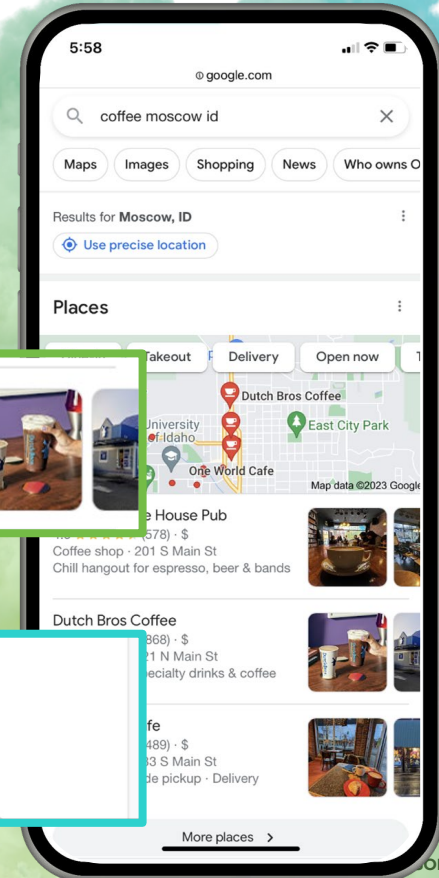 5:58
google.com
coffee moscow id
Maps Images Shopping News Who owns
Results for Moscow, ID
Use precise location
Places
Takeout Delivery Open now
Dutch Bros Coffee
University of Idaho
East City Park
One World Cafe
Map data ©2023 Google
House Pub
(578) · $
Coffee shop · 201 S Main St
Chill hangout for espresso, beer & bands
Dutch Bros Coffee
868) · $
21 N Main St
drinks & coffee
489) · $
33 S Main St
pickup · Delivery
More places >